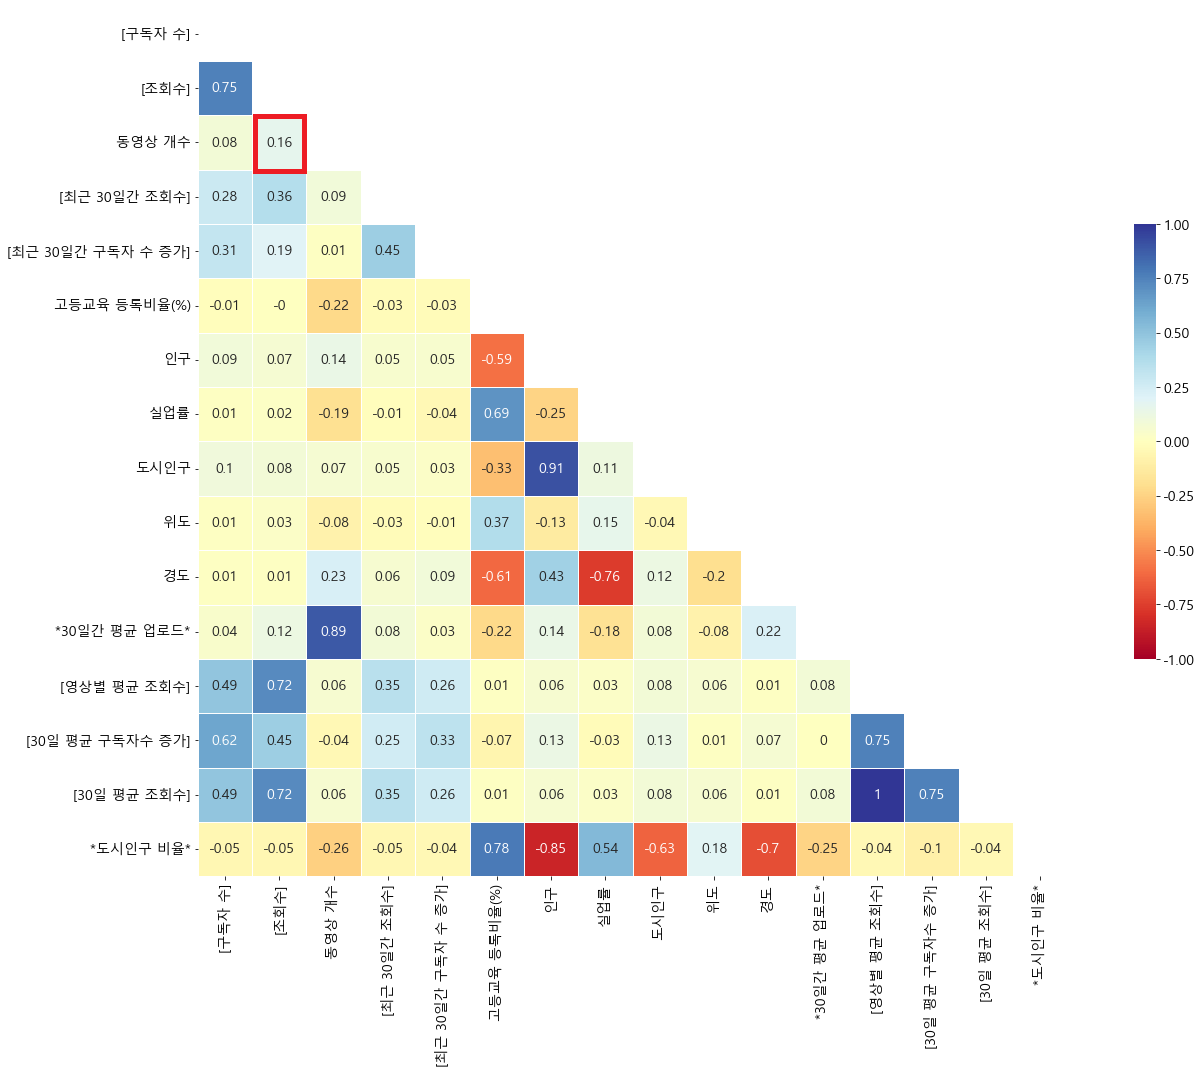 [구독자 수]
[조회수] 0.75
동영상 개수 0.08 0.16
[최근 30일간 조회수] 0.28 0.36 0.09
[최근 30일간 구독자 수 증가] 0.31 0.19 0.01 0.45
고등교육 등록비율(%) -0.01 -0 -0.22 -0.03 -0.03
인구 0.09 0.07 0.14 0.05 0.05 -0.59
실업률 0.01 0.02 -0.19 -0.01 -0.04 0.69 -0.25
도시인구 0.1 0.08 0.07 0.05 0.03 -0.33 0.91 0.11
위도 0.01 0.03 -0.08 -0.03 -0.01 0.37 -0.13 0.15 -0.04
경도 0.01 0.01 0.23 0.06 0.09 -0.61 0.43 -0.76 0.12 -0.2
*30일간 평균 업로드* 0.04 0.12 0.89 0.08 0.03 -0.22 0.14 -0.18 0.08 -0.08 0.22
[영상별 평균 조회수] 0.49 0.72 0.06 0.35 0.26 0.01 0.06 0.03 0.08 0.06 0.01 0.08
[30일 평균 구독자수 증가] 0.62 0.45 -0.04 0.25 0.33 -0.07 0.13 -0.03 0.13 0.01 0.07 0 0.75
[30일 평균 조회수] 0.49 0.72 0.06 0.35 0.26 0.01 0.06 0.03 0.08 0.06 0.01 0.08 1 0.75
*도시인구 비율* -0.05 -0.05 -0.26 -0.05 -0.04 0.78 -0.85 0.54 -0.63 0.18 -0.7 -0.25 -0.04 -0.1 -0.04
[구독자 수]
[조회수]
동영상 개수
[최근 30일간 조회수]
[최근 30일간 구독자 수 증가]
고등교육 등록비율(%)
인구
실업률
도시인구
위도
경도
*30일간 평균 업로드*
[영상별 평균 조회수]
[30일 평균 구독자수 증가]
[30일 평균 조회수]
*도시인구 비율*
1.00
0.75
0.50
0.25
0.00
-0.25
-0.50
-0.75
-1.00